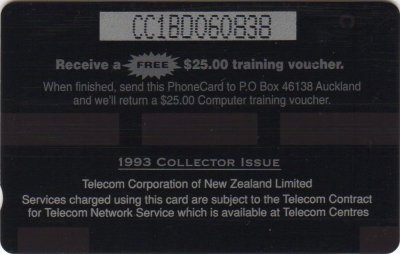 CC1BD060838
Receive a FREE $25.00 training voucher.
When finished, send this PhoneCard to P.O Box 46138 Auckland
and we'll return a $25.00 Computer training voucher.
1993 COLLECTOR ISSUE
Telecom Corporation of New Zealand Limited
Services charged using this card are subject to the Telecom Contract
for Telecom Network Service which is available at Telecom Centres